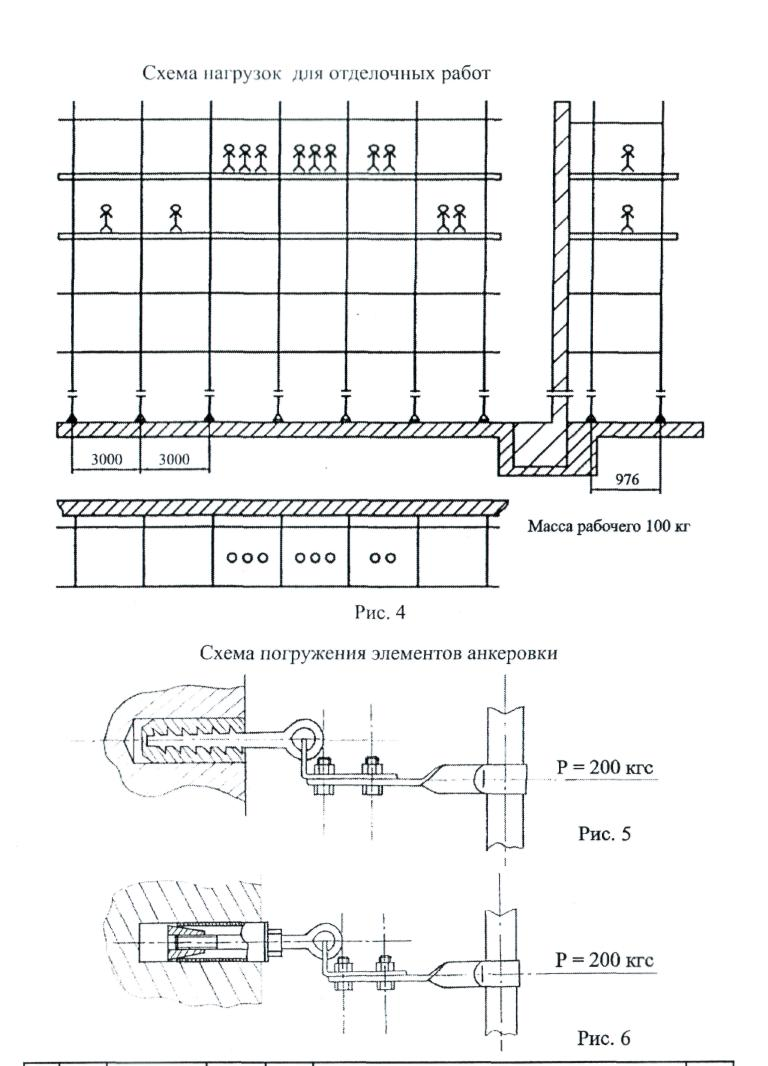 Схема нагрузок для отделочных работ
3000
3000
976
Масса рабочего 100 кг
Рис. 4
Схема погружения элементов анкеровки
P = 200 кгс
Рис. 5
P = 200 кгс
Рис. 6